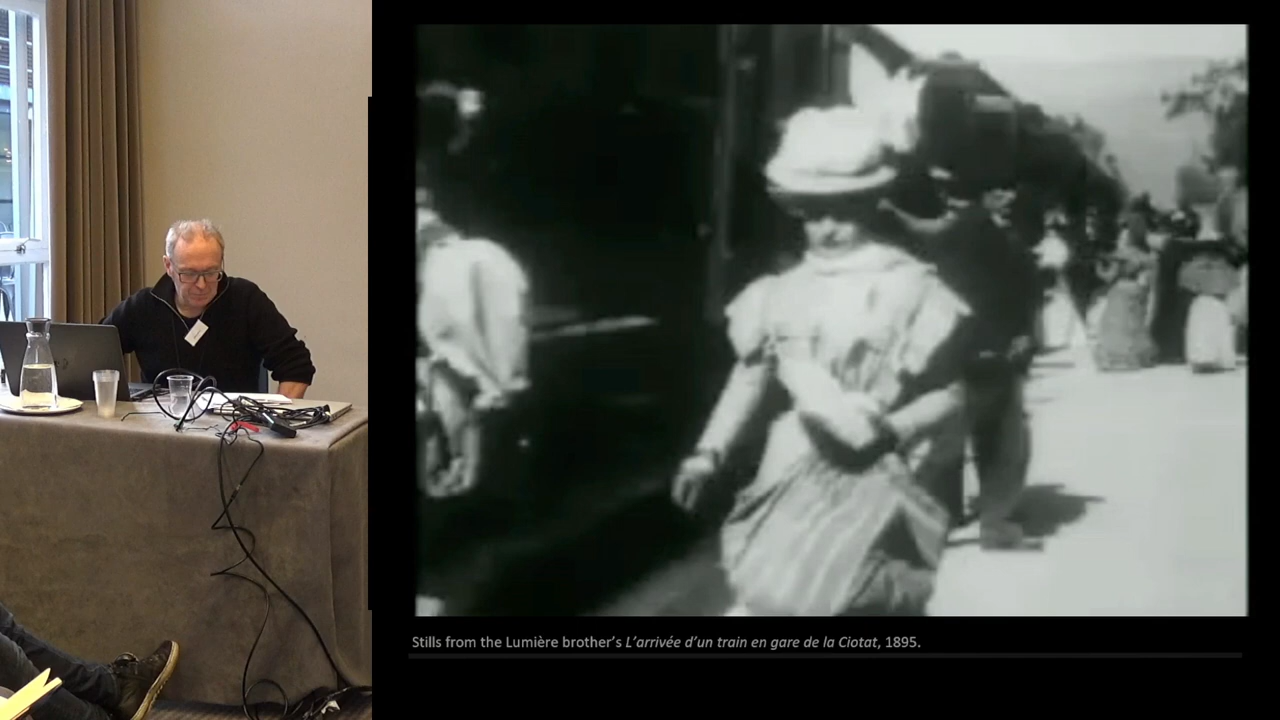 Stills from the Lumière brother's L'arrivée d'un train en gare de la Ciotat, 1895.